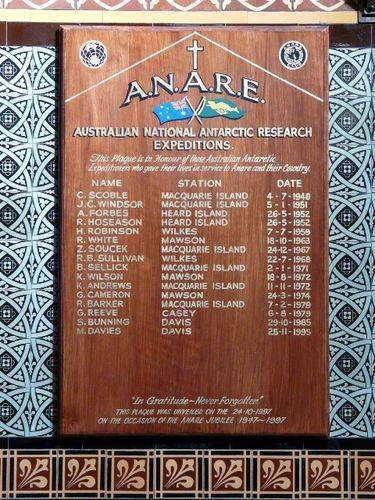 A.N.A.R.E.
AUSTRALIAN NATIONAL ANTARCTIC RESEARCH
EXPEDITIONS.
This Plaque is in Honour of those Australian Antarctic
Expeditioners who gave their lives in service to Anare and their Country.
NAME STATION DATE
C. SCOBLE MACQUARIE ISLAND 4-7-1948
J.C. WINDSOR MACQUARIE ISLAND 5-1-1951
A. FORBES HEARD ISLAND 26-5-1952
R. HOSEASON HEARD ISLAND 26-5-1952
H. ROBINSON WILKES 7-7-1959
R. WHITE MAWSON 18-10-1963
Z. SOUCEK MACQUARIE ISLAND 24-12-1967
R.B. SULLIVAN WILKES 22-7-1968
B. SELLICK MACQUARIE ISLAND 2-1-1971
K. WILSON MAWSON 18-8-1972
K. ANDREWS MACQUARIE ISLAND 11-11-1972
G. CAMERON MAWSON 24-3-1974
R. BARKER MACQUARIE ISLAND 7-2-1979
G. REEVE CASEY 6-8-1979
S. BUNNING DAVIS 29-10-1985
M. DAVIES DAVIS 25-11-1995
"In Gratitude~Never Forgotten"
THIS PLAQUE WAS UNVEILED ON THE 24-10-1997
ON THE OCCASION OF THE ANARE JUBILEE 1947~1997